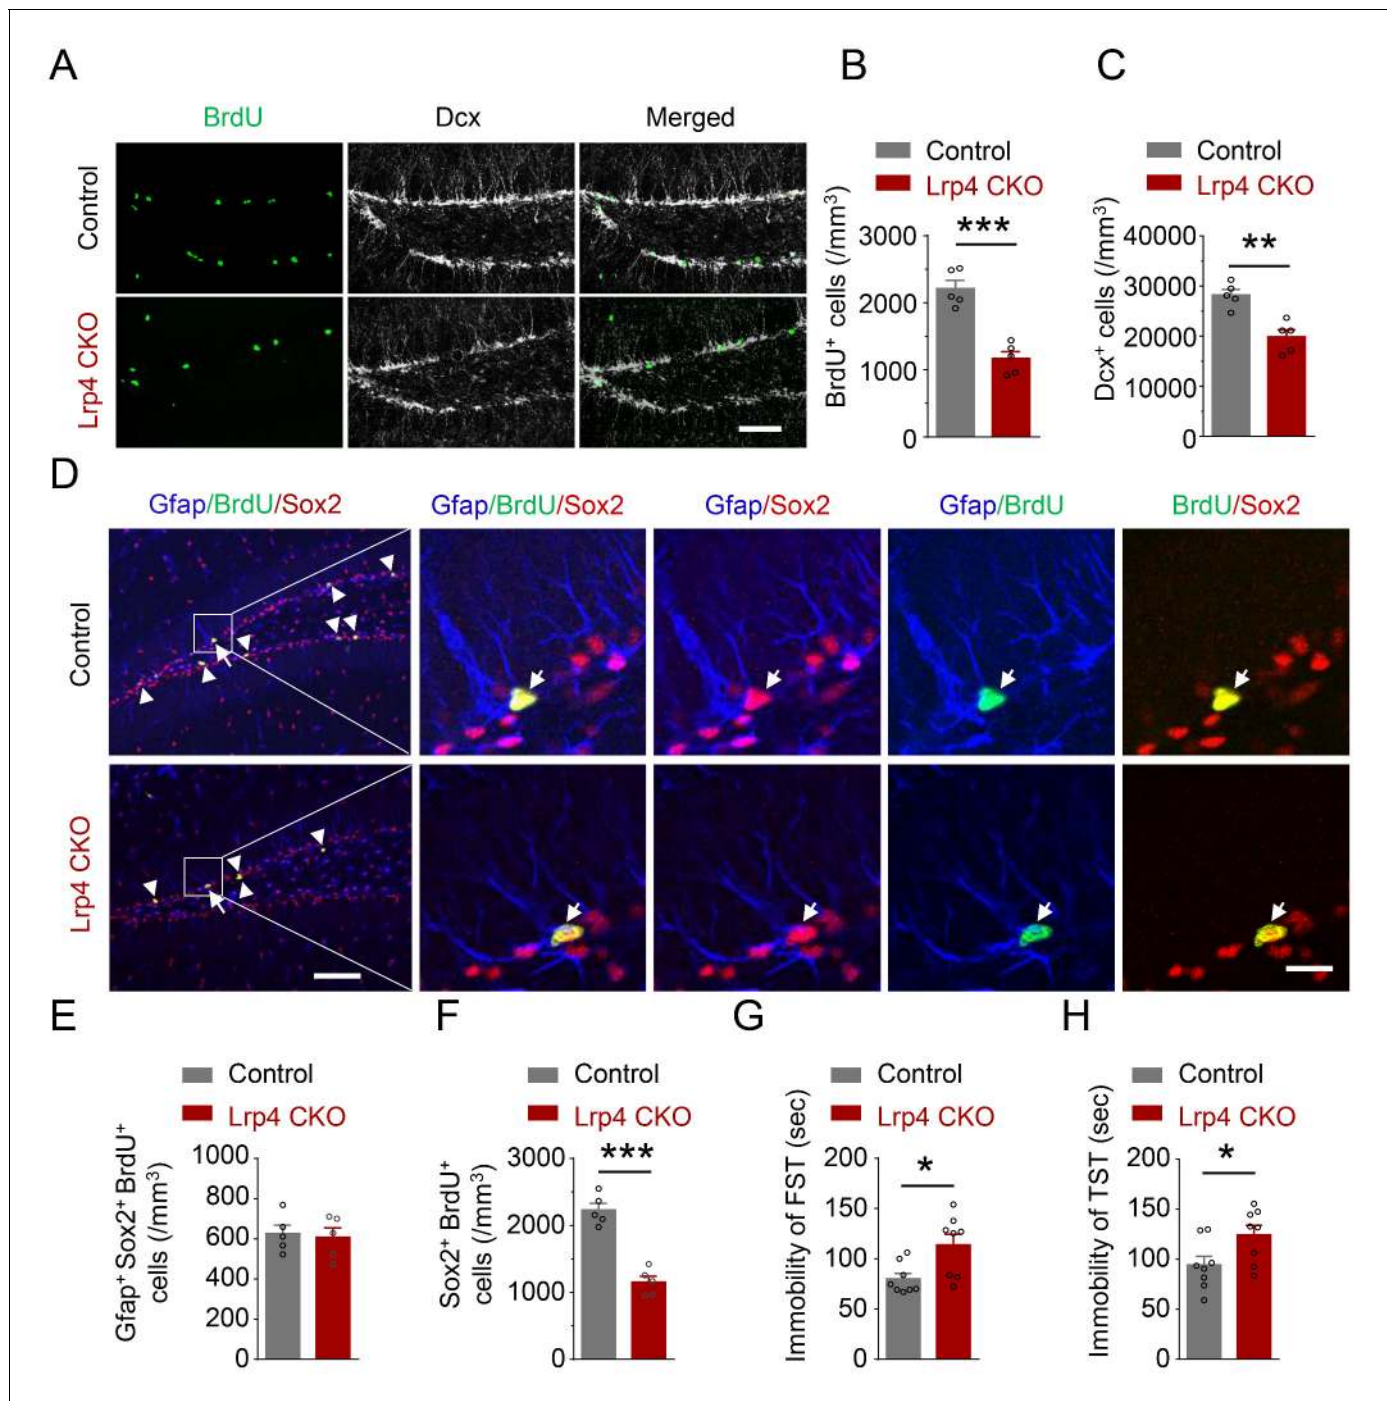 A
BrdU
Dcx
Merged
Control
Lrp4 CKO
B
Control
Lrp4 CKO
***
BrdU⁺ cells (/mm³)
3000
2000
1000
0
C
Control
Lrp4 CKO
**
Dcx⁺ cells (/mm³)
40000
30000
20000
10000
0
D
Gfap/BrdU/Sox2
Gfap/BrdU/Sox2
Gfap/Sox2
Gfap/BrdU
BrdU/Sox2
Control
Lrp4 CKO
E
Control
Lrp4 CKO
Gfap⁺ Sox2⁺ BrdU⁺
cells (/mm³)
1000
800
600
400
200
0
F
Control
Lrp4 CKO
***
Sox2⁺ BrdU⁺
cells (/mm³)
3000
2000
1000
0
G
Control
Lrp4 CKO
*
Immobility of FST (sec)
200
150
100
50
0
H
Control
Lrp4 CKO
*
Immobility of TST (sec)
200
150
100
50
0